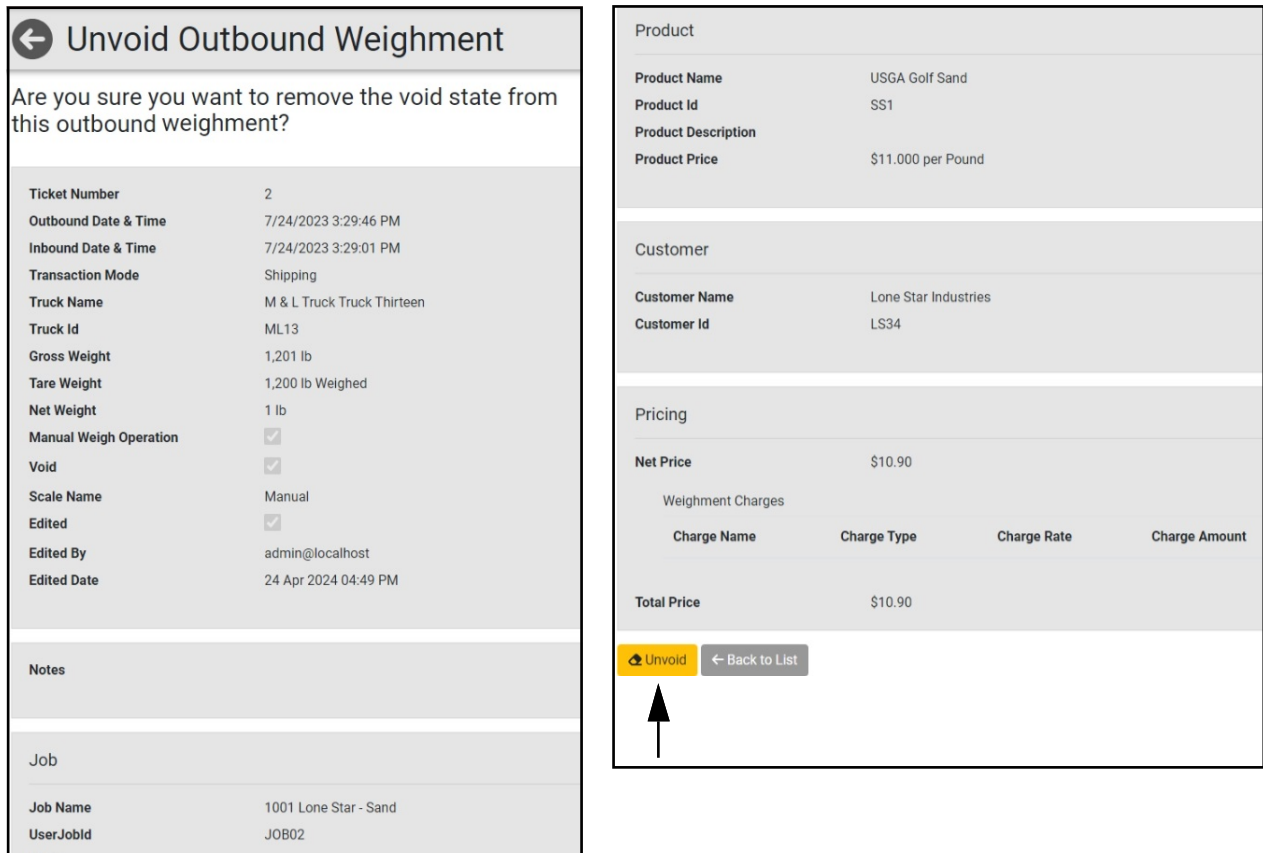 Unvoid Outbound Weighment
Are you sure you want to remove the void state from
this outbound weighment?
Ticket Number 2
Outbound Date & Time 7/24/2023 3:29:46 PM
Inbound Date & Time 7/24/2023 3:29:01 PM
Transaction Mode Shipping
Truck Name M & L Truck Truck Thirteen
Truck Id ML13
Gross Weight 1,201 lb
Tare Weight 1,200 lb Weighed
Net Weight 1 lb
Manual Weigh Operation
Void
Scale Name Manual
Edited
Edited By admin@localhost
Edited Date 24 Apr 2024 04:49 PM
Notes
Job
Job Name 1001 Lone Star - Sand
UserJobId JOB02
Product
Product Name USGA Golf Sand
Product Id SS1
Product Description
Product Price $11.000 per Pound
Customer
Customer Name Lone Star Industries
Customer Id LS34
Pricing
Net Price $10.90
Weighment Charges
Charge Name Charge Type Charge Rate Charge Amount
Total Price $10.90
Unvoid Back to List